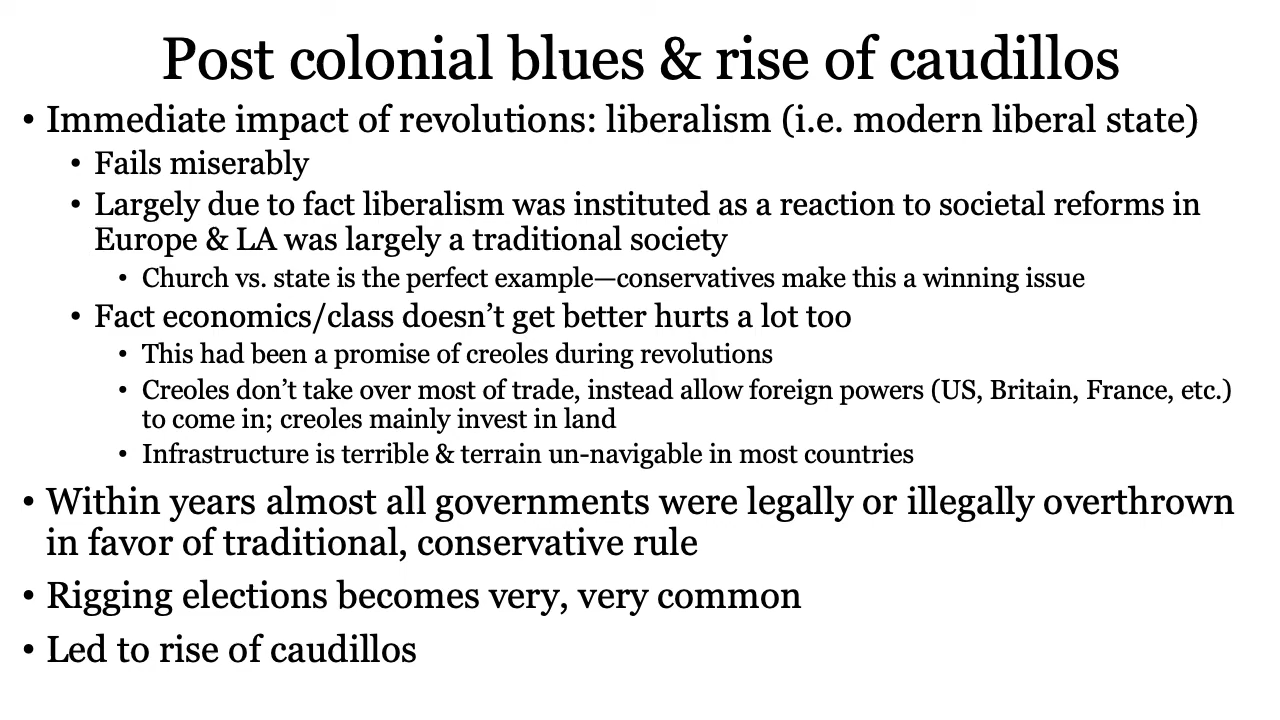 Post colonial blues & rise of caudillos
• Immediate impact of revolutions: liberalism (i.e. modern liberal state)
• Fails miserably
• Largely due to fact liberalism was instituted as a reaction to societal reforms in
Europe & LA was largely a traditional society
• Church vs. state is the perfect example—conservatives make this a winning issue
• Fact economics/class doesn’t get better hurts a lot too
• This had been a promise of creoles during revolutions
• Creoles don’t take over most of trade, instead allow foreign powers (US, Britain, France, etc.)
to come in; creoles mainly invest in land
• Infrastructure is terrible & terrain un-navigable in most countries
• Within years almost all governments were legally or illegally overthrown
in favor of traditional, conservative rule
• Rigging elections becomes very, very common
• Led to rise of caudillos